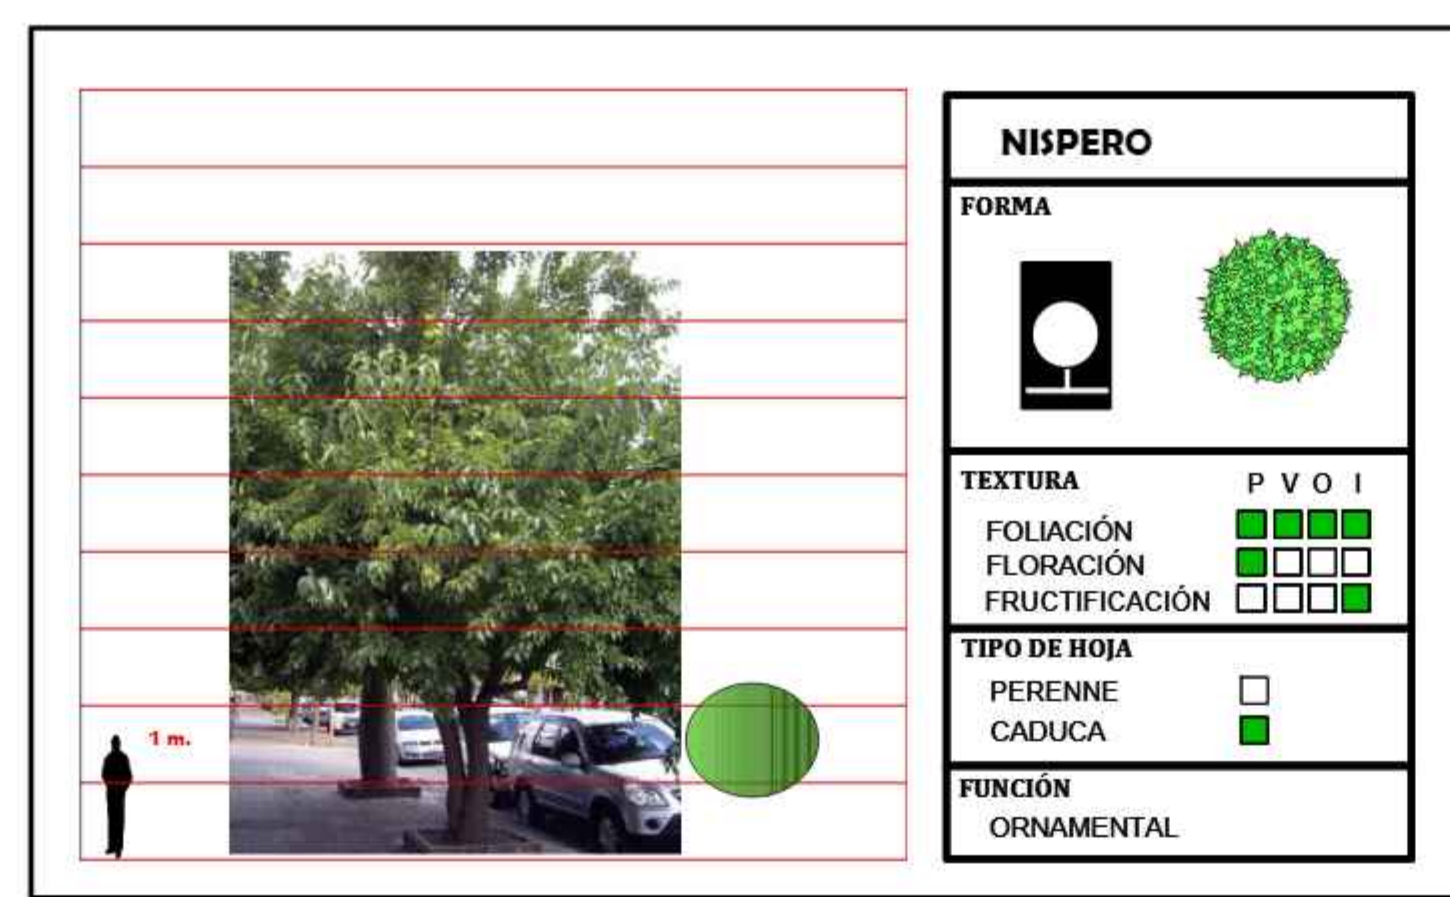 NISPERO
FORMA
TEXTURA P V O I
FOLIACIÓN
FLORACIÓN
FRUCTIFICACIÓN
TIPO DE HOJA
PERENNE
CADUCA
FUNCIÓN
ORNAMENTAL
1 m.